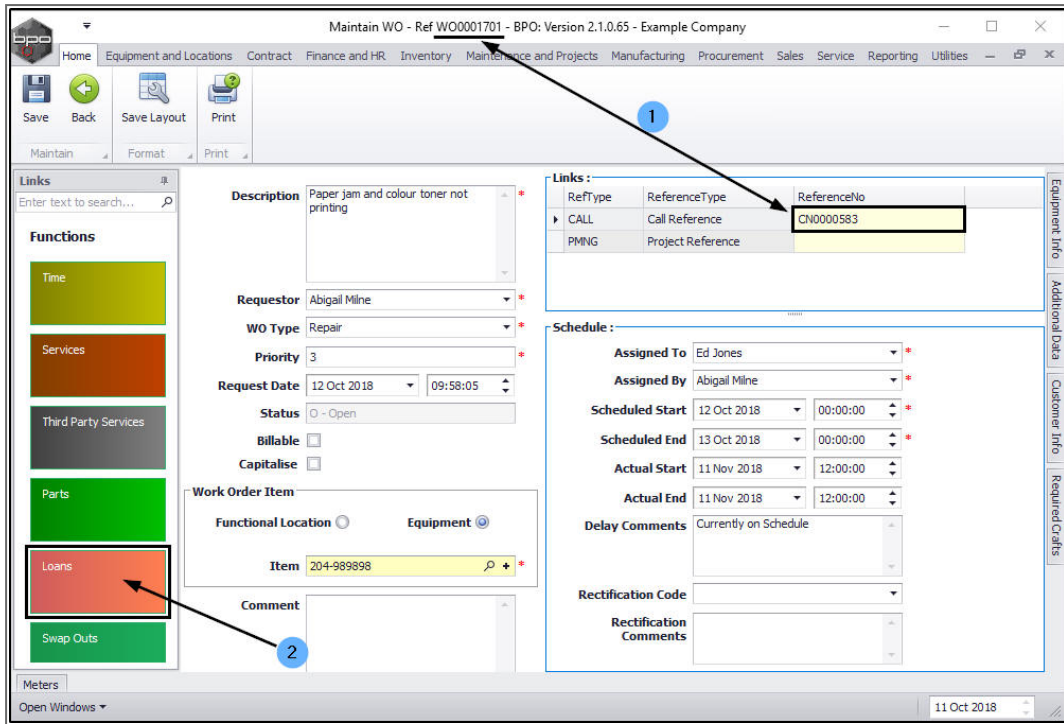 bpo
Maintain WO - Ref WO0001701 - BPO: Version 2.1.0.65 - Example Company
Home Equipment and Locations Contract Finance and HR Inventory Maintenance and Projects Manufacturing Procurement Sales Service Reporting Utilities
Save Back Save Layout Print
Maintain Format Print
1
Links
Enter text to search...
Functions
Time
Services
Third Party Services
Parts
Loans
Swap Outs
2
Description Paper jam and colour toner not
printing *
Requestor Abigail Milne *
WO Type Repair *
Priority 3 *
Request Date 12 Oct 2018 09:58:05
Status O - Open
Billable
Capitalise
Work Order Item
Functional Location Equipment
Item 204-989898 + *
Comment
Links :
RefType ReferenceType ReferenceNo
CALL Call Reference CN0000583
PMNG Project Reference
Schedule :
Assigned To Ed Jones *
Assigned By Abigail Milne *
Scheduled Start 12 Oct 2018 00:00:00 *
Scheduled End 13 Oct 2018 00:00:00 *
Actual Start 11 Nov 2018 12:00:00
Actual End 11 Nov 2018 12:00:00
Delay Comments Currently on Schedule
Rectification Code
Rectification
Comments
Equipment Info
Additional Data
Customer Info
Required Crafts
Meters
Open Windows 11 Oct 2018